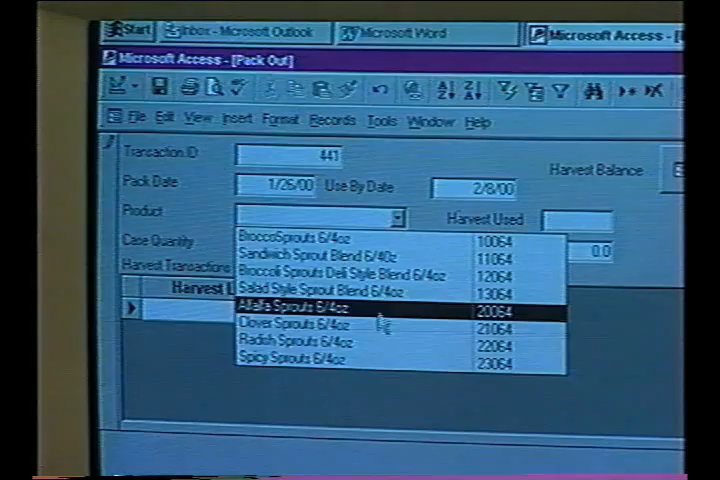 Start Inbox - Microsoft Outlook Microsoft Word Microsoft Access -
Microsoft Access - [Pack Out]
File Edit View Insert Format Records Tools Window Help
Transaction ID 441
Harvest Balance
Pack Date 1/26/00 Use By Date 2/8/00
Product Harvest Used
Case Quantity 0.0
Harvest Transactions
Harvest
BroccoSprouts 6/4oz 10064
Sandwich Sprout Blend 6/4oz 11064
Broccoli Sprouts Deli Style Blend 6/4oz 12064
Salad Style Sprout Blend 6/4oz 13064
Alfalfa Sprouts 6/4oz 20064
Clover Sprouts 6/4oz 21064
Radish Sprouts 6/4oz 22064
Spicy Sprouts 6/4oz 23064